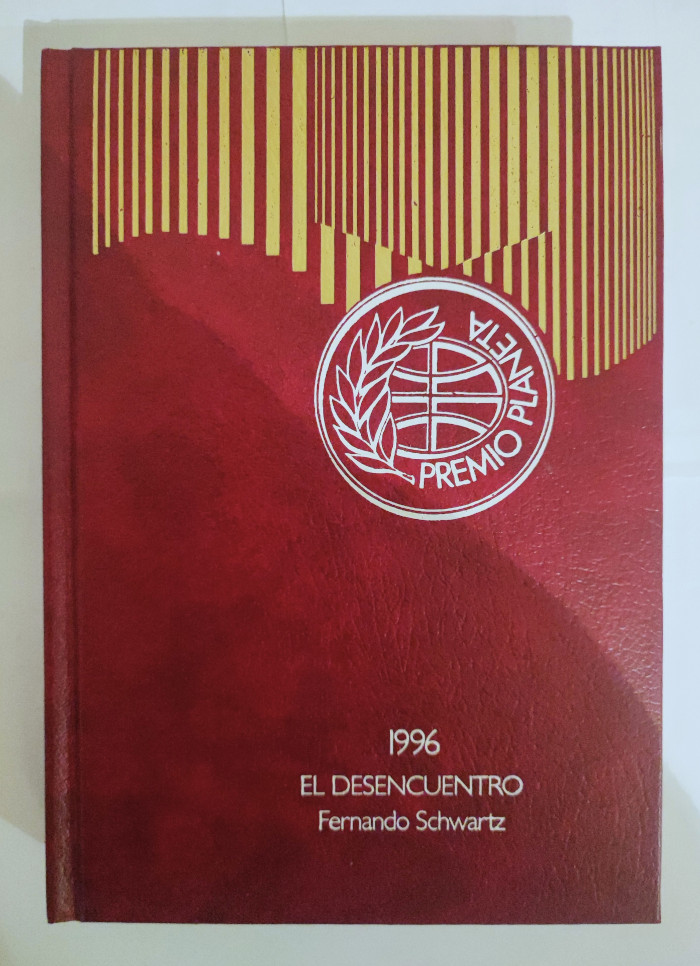 PREMIO PLANETA
1996
EL DESENCUENTRO
Fernando Schwartz